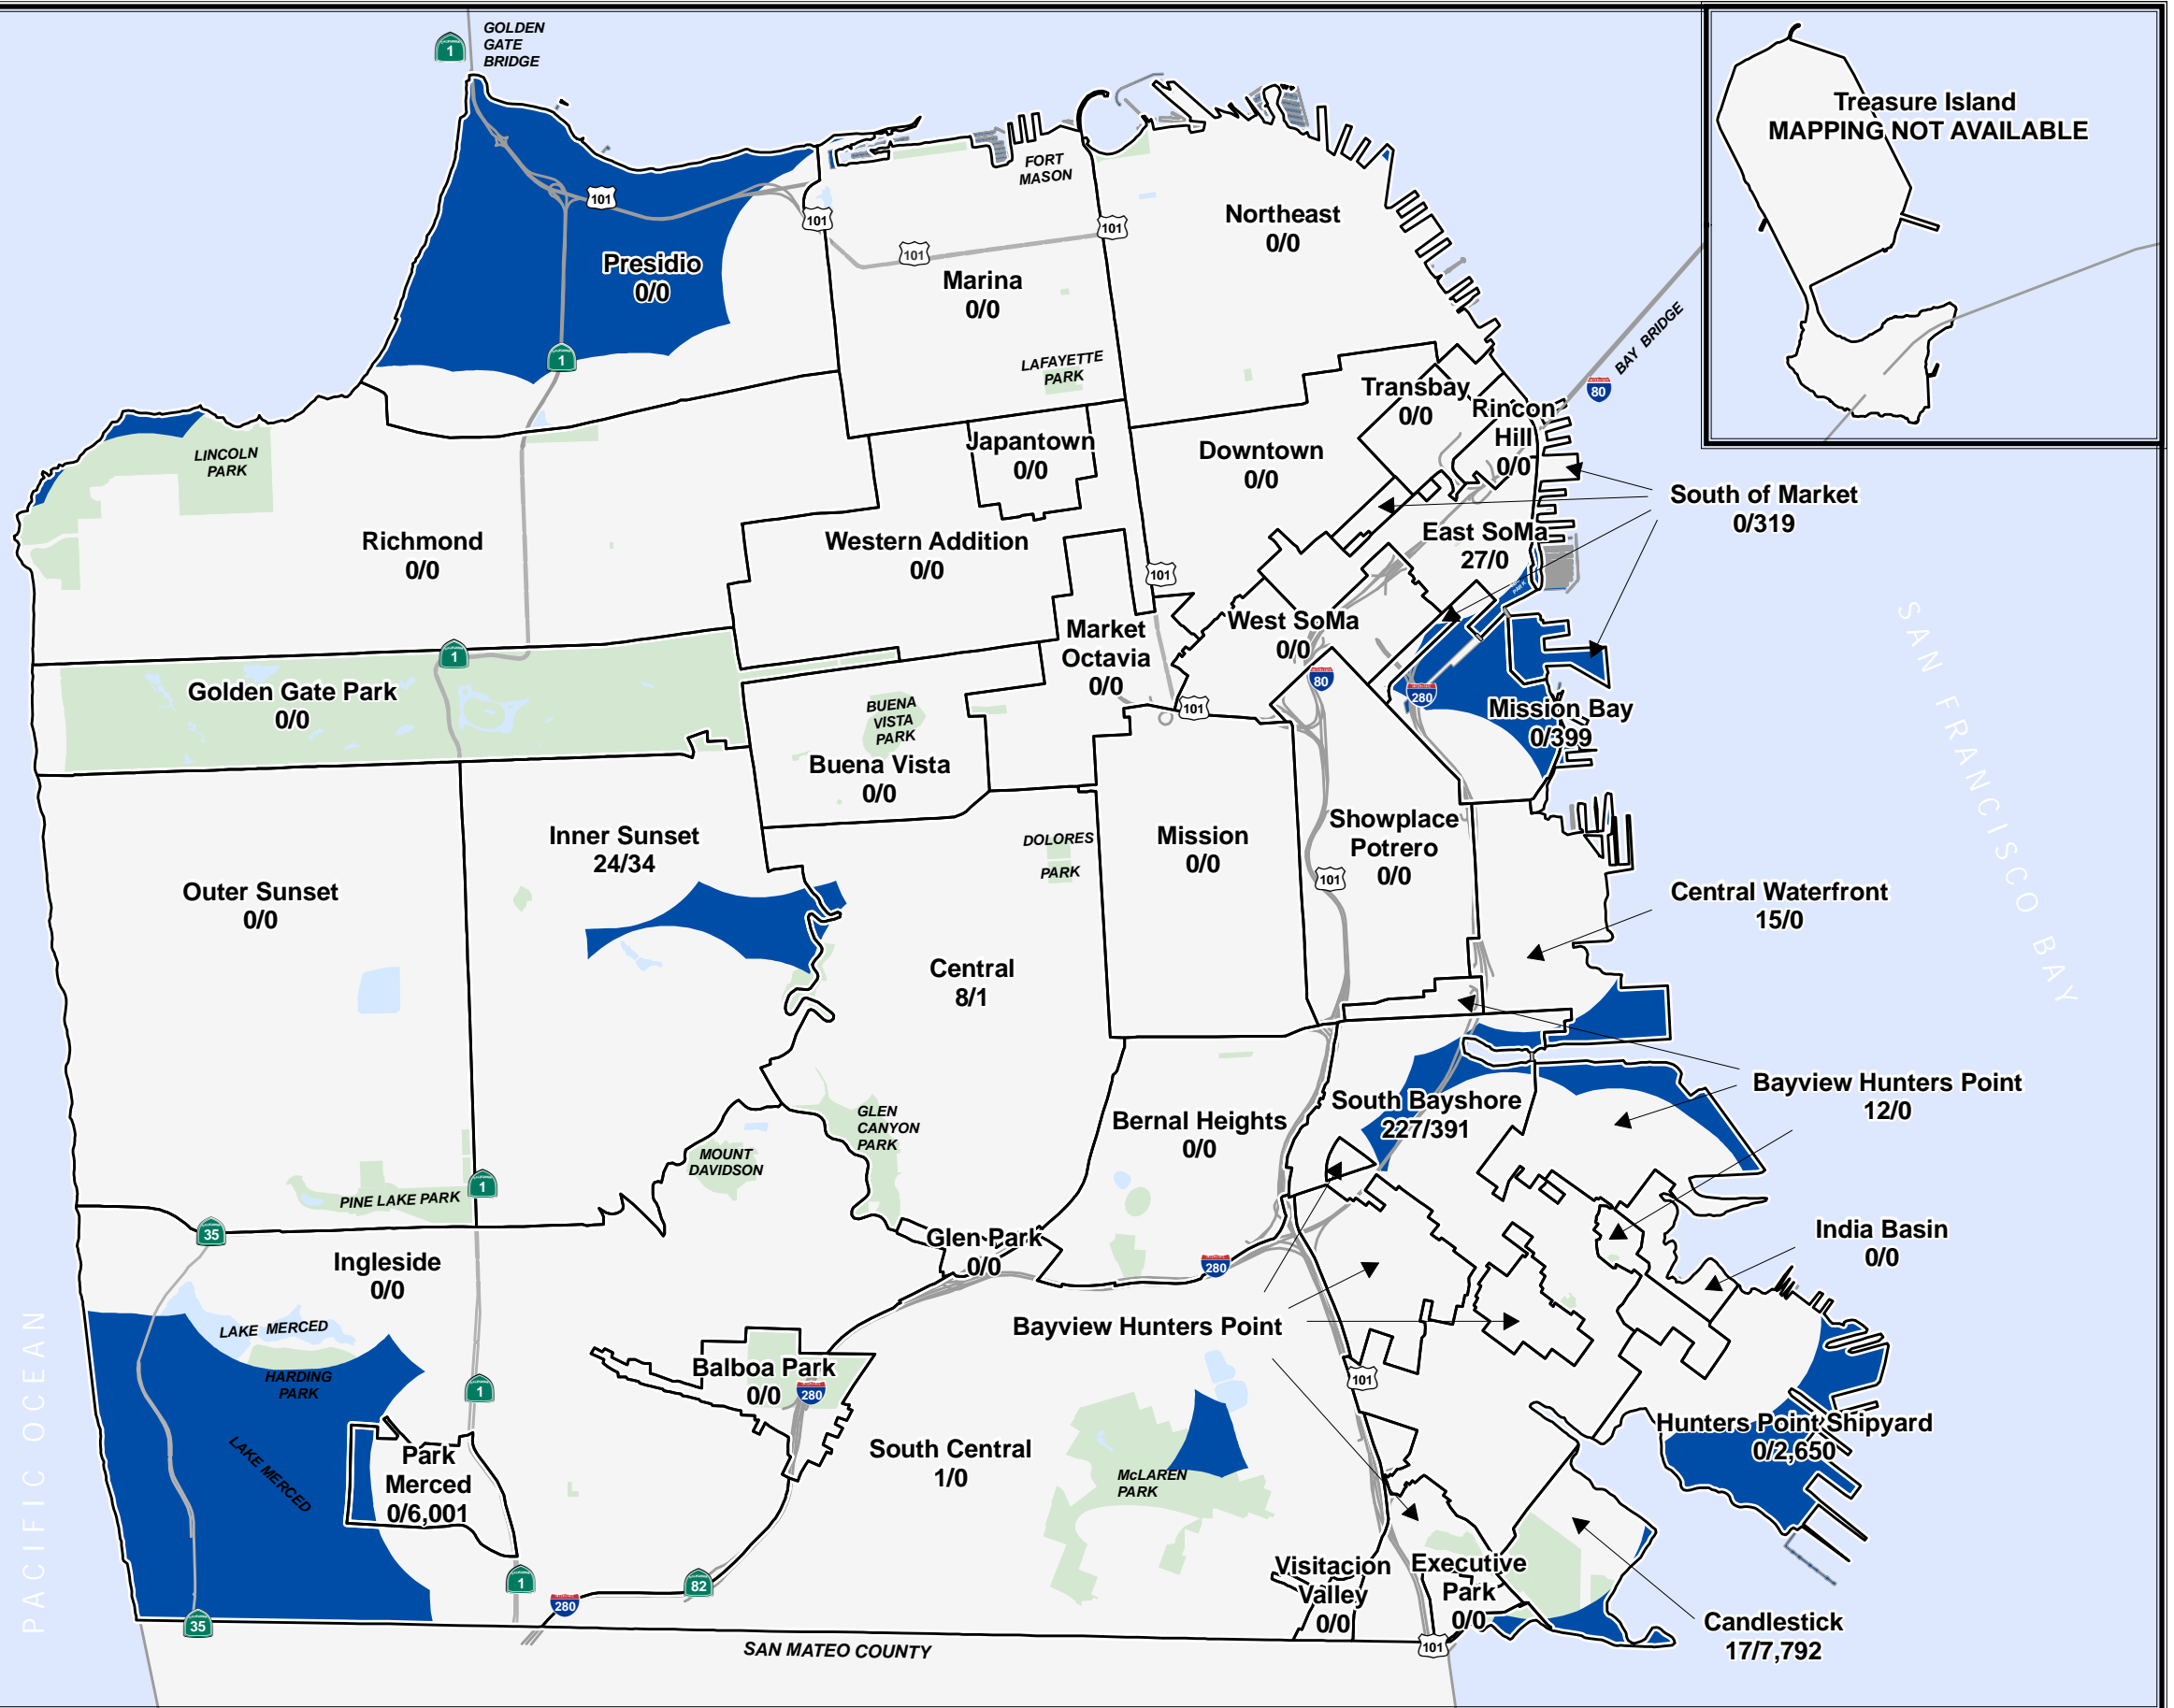 GOLDEN
GATE
BRIDGE
1
Treasure Island
MAPPING NOT AVAILABLE
FORT
MASON
101
101
101
101
Northeast
0/0
Presidio
0/0
Marina
0/0
1
LAFAYETTE
PARK
BAY BRIDGE
80
Transbay
0/0
Rincon
Hill
0/0
LINCOLN
PARK
Japantown
0/0
Downtown
0/0
South of Market
0/319
Richmond
0/0
Western Addition
0/0
East SoMa
27/0
101
PARK
West SoMa
0/0
Market
Octavia
0/0
1
80
280
SAN FRANCISCO BAY
Golden Gate Park
0/0
BUENA
VISTA
PARK
101
Mission Bay
0/399
Buena Vista
0/0
Inner Sunset
24/34
DOLORES
PARK
Mission
0/0
Showplace
Potrero
0/0
101
Outer Sunset
0/0
Central Waterfront
15/0
Central
8/1
Bayview Hunters Point
12/0
South Bayshore
227/391
GLEN
CANYON
PARK
Bernal Heights
0/0
MOUNT
DAVIDSON
1
PINE LAKE PARK
35
Glen Park
0/0
India Basin
0/0
Ingleside
0/0
280
Bayview Hunters Point
LAKE MERCED
HARDING
PARK
Balboa Park
0/0
280
1
101
PACIFIC OCEAN
LAKE MERCED
Park
Merced
0/6,001
South Central
1/0
McLAREN
PARK
Hunters Point Shipyard
0/2,650
Visitacion
Valley
0/0
Executive
Park
0/0
1
82
280
35
Candlestick
17/7,792
101
SAN MATEO COUNTY